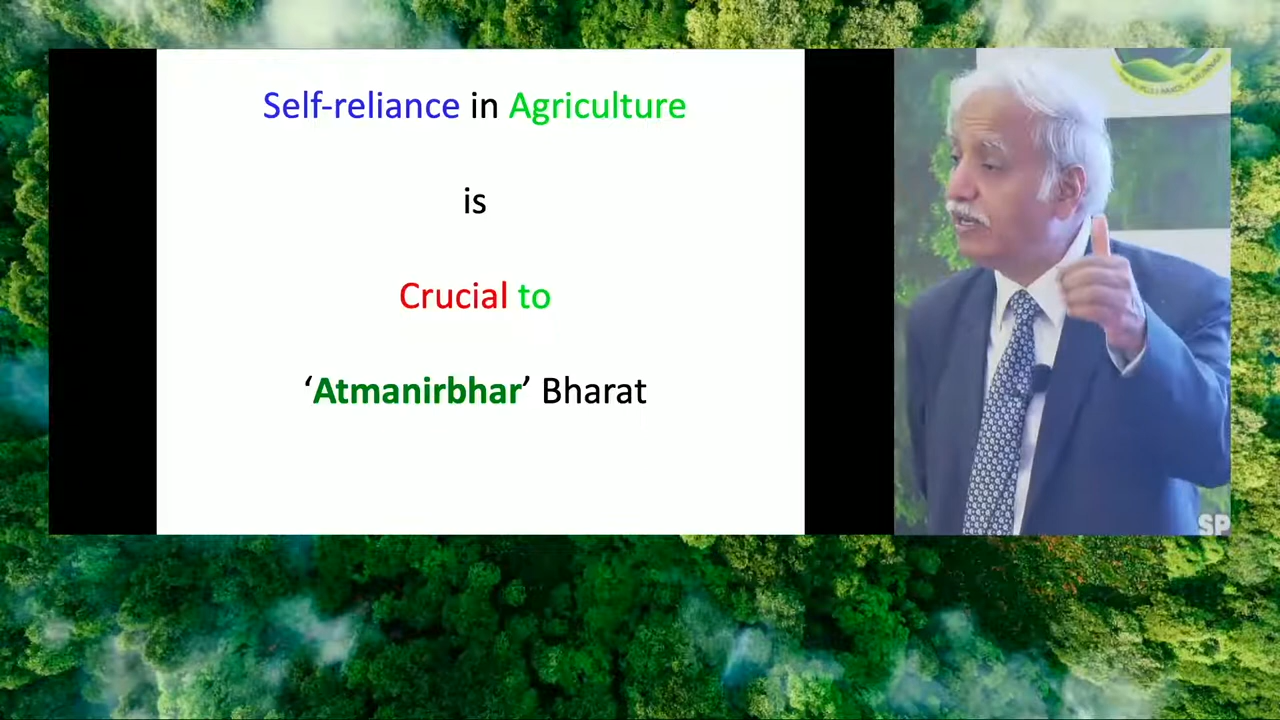 Self-reliance in Agriculture
is
Crucial to
‘Atmanirbhar’ Bharat
SP